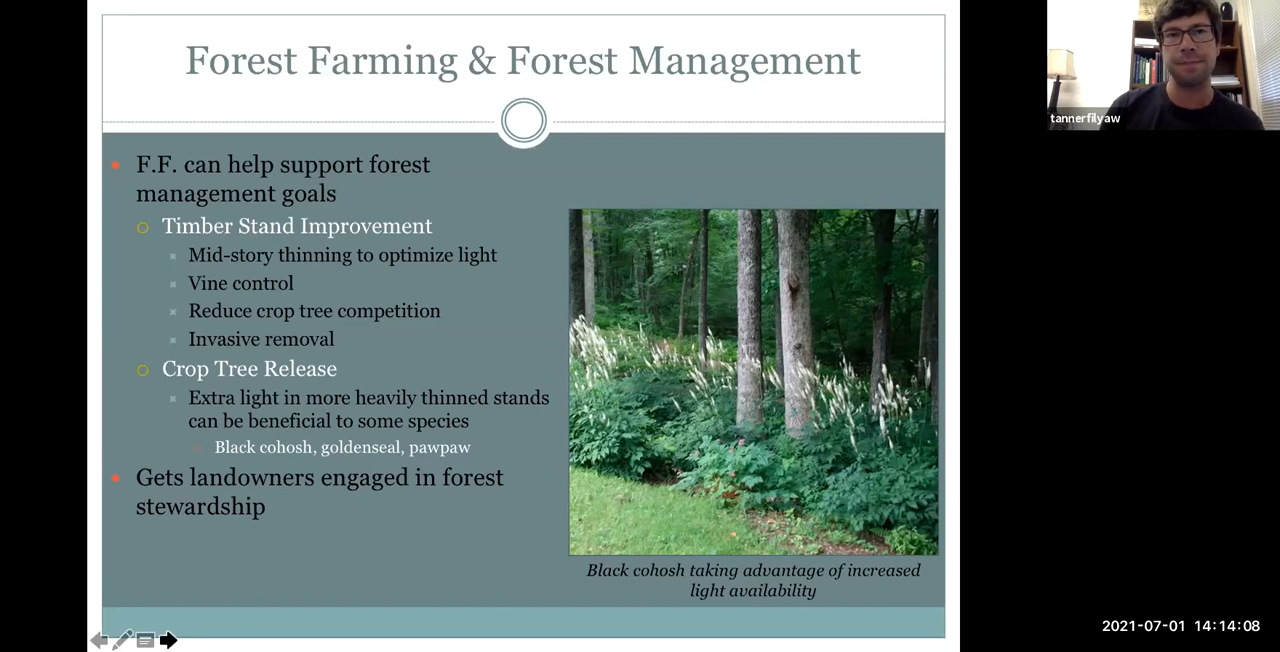 Forest Farming & Forest Management
F.F. can help support forest
management goals
Timber Stand Improvement
Mid-story thinning to optimize light
Vine control
Reduce crop tree competition
Invasive removal
Crop Tree Release
Extra light in more heavily thinned stands
can be beneficial to some species
Black cohosh, goldenseal, pawpaw
Gets landowners engaged in forest
stewardship
Black cohosh taking advantage of increased
light availability
tannerfilyaw
2021-07-01 14:14:08